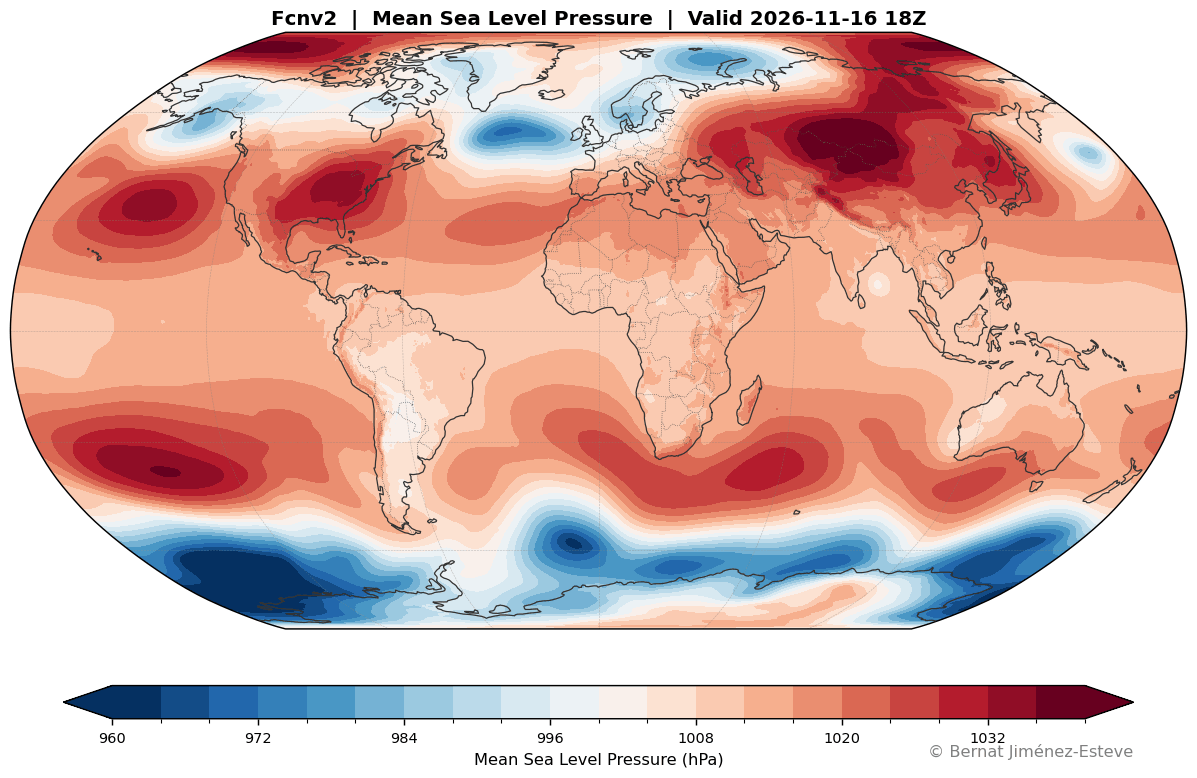 Fcnv2 | Mean Sea Level Pressure | Valid 2026-11-16 18Z
960 972 984 996 1008 1020 1032
Mean Sea Level Pressure (hPa)
© Bernat Jiménez-Esteve